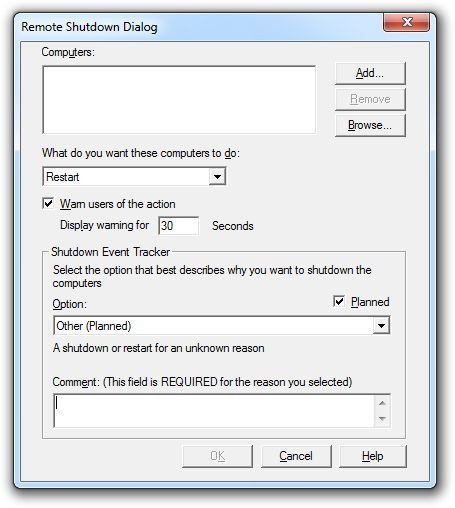 Remote Shutdown Dialog
Computers:
Add...
Remove
Browse...
What do you want these computers to do:
Restart
Warn users of the action
Display warning for 30 Seconds
Shutdown Event Tracker
Select the option that best describes why you want to shutdown the
computers
Option:
Planned
Other (Planned)
A shutdown or restart for an unknown reason
Comment: (This field is REQUIRED for the reason you selected)
OK
Cancel
Help